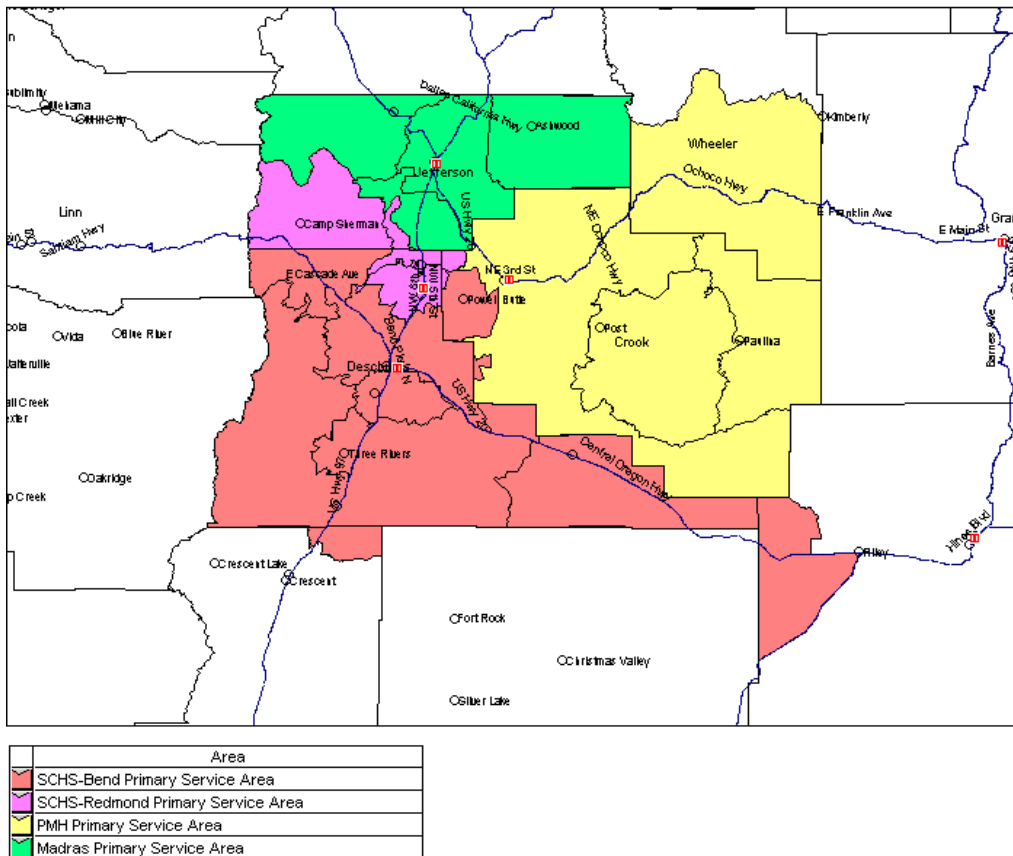 Mehama
Mill City
Dalles California Hwy
Ashwood
Kimberly
Wheeler
Jefferson
Ochoco Hwy
Linn
Camp Sherman
US Hwy 26
NE Ochoco Hwy
E Franklin Ave
E Main St
Santiam Hwy
E Cascade Ave
NE 3rd St
Powell Butte
Post
Crook
Paulina
Barnes Ave
Vida
Blue River
US Hwy 20
Three Rivers
Central Oregon Hwy
Oakridge
US Hwy 97
Hines Blvd
Riley
Crescent Lake
Crescent
Fort Rock
Christmas Valley
Silver Lake
Area
SCHS-Bend Primary Service Area
SCHS-Redmond Primary Service Area
PMH Primary Service Area
Madras Primary Service Area